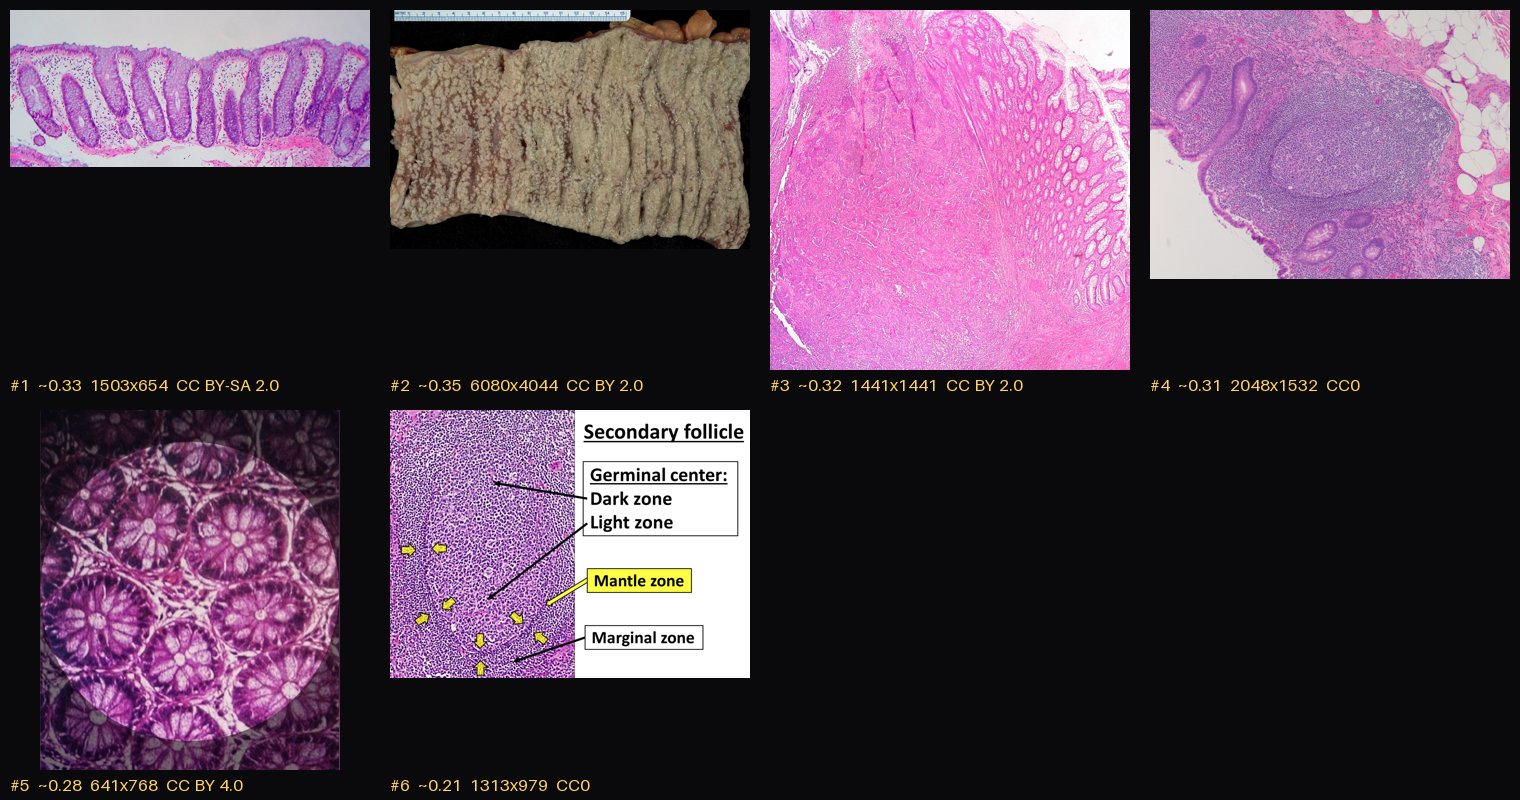 #1 ~0.33 1503x654 CC BY-SA 2.0
#2 ~0.35 6080x4044 CC BY 2.0
#3 ~0.32 1441x1441 CC BY 2.0
#4 ~0.31 2048x1532 CC0
Secondary follicle
Germinal center:
Dark zone
Light zone
Mantle zone
Marginal zone
#5 ~0.28 641x768 CC BY 4.0
#6 ~0.21 1313x979 CC0